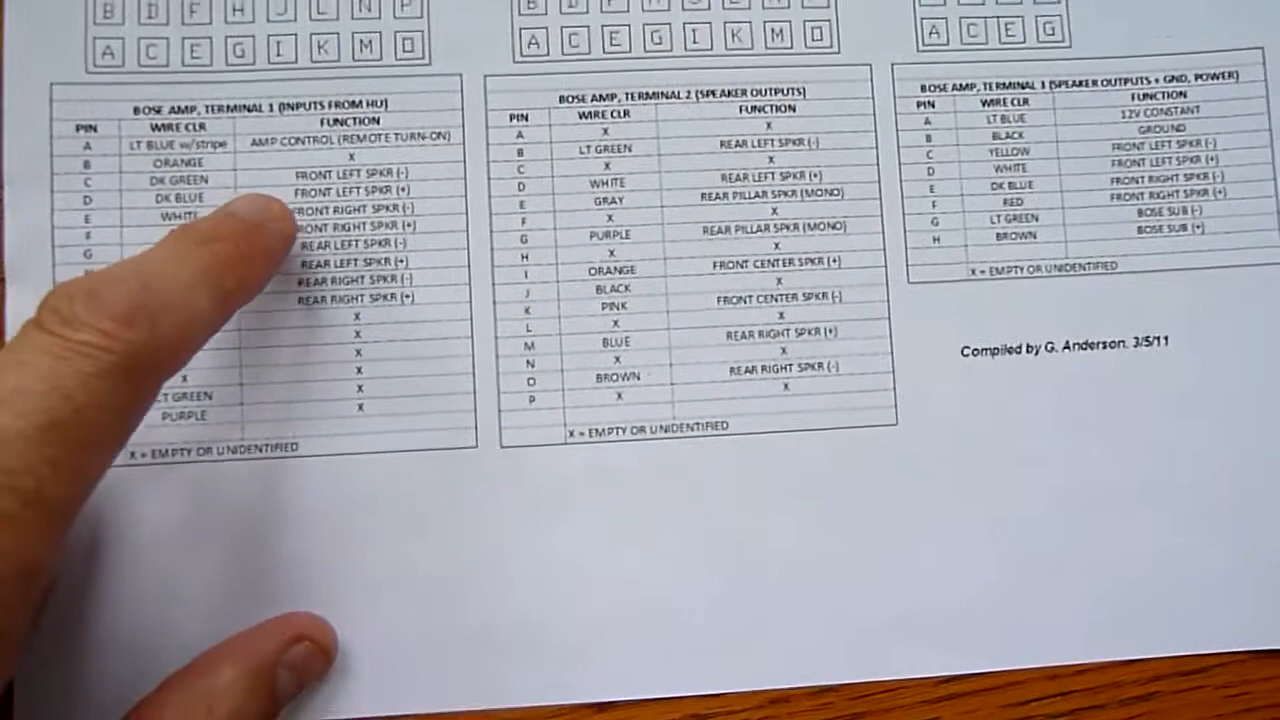 B D F H J L N P
A C E G I K M O
A C E G I K M O
A C E G
BOSE AMP, TERMINAL 1 (INPUTS FROM HU)
PIN WIRE CLR FUNCTION
A LT BLUE w/stripe AMP CONTROL (REMOTE TURN-ON)
B ORANGE X
C DK GREEN FRONT LEFT SPKR (-)
D DK BLUE FRONT LEFT SPKR (+)
E WHITE FRONT RIGHT SPKR (-)
F RONT RIGHT SPKR (+)
G REAR LEFT SPKR (-)
REAR LEFT SPKR (+)
REAR RIGHT SPKR (-)
REAR RIGHT SPKR (+)
X
X
X
X X
LT GREEN X
PURPLE X
X = EMPTY OR UNIDENTIFIED
BOSE AMP, TERMINAL 2 (SPEAKER OUTPUTS)
PIN WIRE CLR FUNCTION
A X X
B LT GREEN REAR LEFT SPKR (-)
C X X
D WHITE REAR LEFT SPKR (+)
E GRAY REAR PILLAR SPKR (MONO)
F X X
G PURPLE REAR PILLAR SPKR (MONO)
H X X
I ORANGE FRONT CENTER SPKR (+)
J BLACK X
K PINK FRONT CENTER SPKR (-)
L X X
M BLUE REAR RIGHT SPKR (+)
N X X
O BROWN REAR RIGHT SPKR (-)
P X X
X = EMPTY OR UNIDENTIFIED
BOSE AMP, TERMINAL 3 (SPEAKER OUTPUTS + GND, POWER)
PIN WIRE CLR FUNCTION
A LT BLUE 12V CONSTANT
B BLACK GROUND
C YELLOW FRONT LEFT SPKR (-)
D WHITE FRONT LEFT SPKR (+)
E DK BLUE FRONT RIGHT SPKR (-)
F RED FRONT RIGHT SPKR (+)
G LT GREEN BOSE SUB (-)
H BROWN BOSE SUB (+)
X = EMPTY OR UNIDENTIFIED
Compiled by G. Anderson. 3/5/11